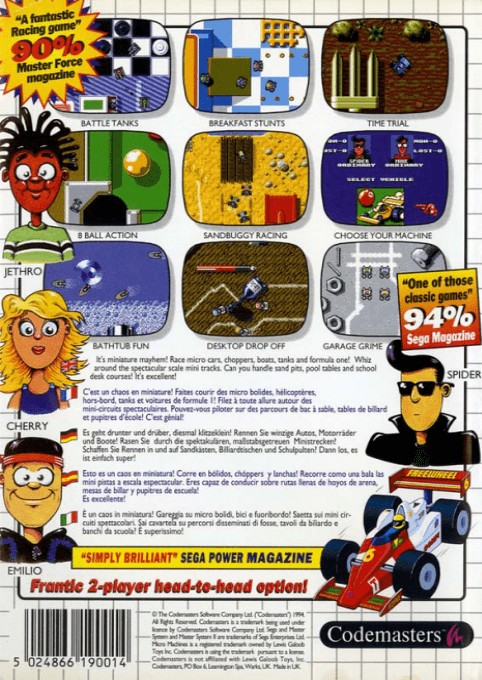 "A fantastic
Racing game"
90%
Master Force
magazine
BATTLE TANKS
BREAKFAST STUNTS
TIME TRIAL
WON-0
LOST-0
SPIDER
ORDINARY
MIKE
ORDINARY
SELECT VEHICLE
8 BALL ACTION
SANDBUGGY RACING
CHOOSE YOUR MACHINE
JETHRO
BATHTUB FUN
DESKTOP DROP OFF
GARAGE GRIME
"One of those
classic games"
94%
Sega Magazine
SPIDER
It's miniature mayhem! Race micro cars, choppers, boats, tanks and formula one! Whiz
around the spectacular scale mini tracks. Can you handle sand pits, pool tables and school
desk courses! It's excellent!
C'est un chaos en miniature! Faites courir des micro bolides, hélicoptères,
hors-bord, tanks et voitures de formule 1! Filez à toute allure autour des
mini-circuits spectaculaires. Pouvez-vous piloter sur des parcours de bac à sable, tables de billard
et pupitres d'école! C'est génial!
CHERRY
Es geht drunter und drüber, diesmal klitzeklein! Rennen Sie winzige Autos, Motorräder
und Boote! Rasen Sie durch die spektakulären, maßstabsgetreuen Ministrecken!
Schaffen Sie Rennen in und auf Sandkästen, Billiardtischen und Schulpulten? Dann los, es
ist einfach super!
Esto es un caos en miniatura! Corre en bólidos, chóppers y lanchas! Recorre como una bala las
mini pistas a escala espectacular. Eres capaz de conducir sobre rutas llenas de hoyos de arena,
mesas de billar y pupitres de escuela!
Es excelente!
È un caos in miniatura! Gareggia su micro bolidi, bici e fuoribordo! Saetta sui mini cir-
cuiti spettacolari. Sai cavartela su percorsi disseminati di fosse, tavoli da biliardo e
banchi da scuola? È superissimo!
FREEWHEEL
EMILIO
"SIMPLY BRILLIANT" SEGA POWER MAGAZINE
Frantic 2-player head-to-head option!
© The Codemasters Software Company Ltd. ("Codemasters") 1994.
All Rights Reserved. Codemasters is a trademark being used under
licence by Codemasters Software Company Ltd. Sega and Master
System and Master System II are trademarks of Sega Enterprises Ltd.
Micro Machines is a registered trademark owned by Lewis Galoob
Toys Inc. Codemasters is using the trademark pursuant to a license.
Codemasters is not affiliated with Lewis Galoob Toys, Inc.
Codemasters, PO Box 6, Leamington Spa, Warks, UK. Made in UK.
Codemasters
5 024866 190014